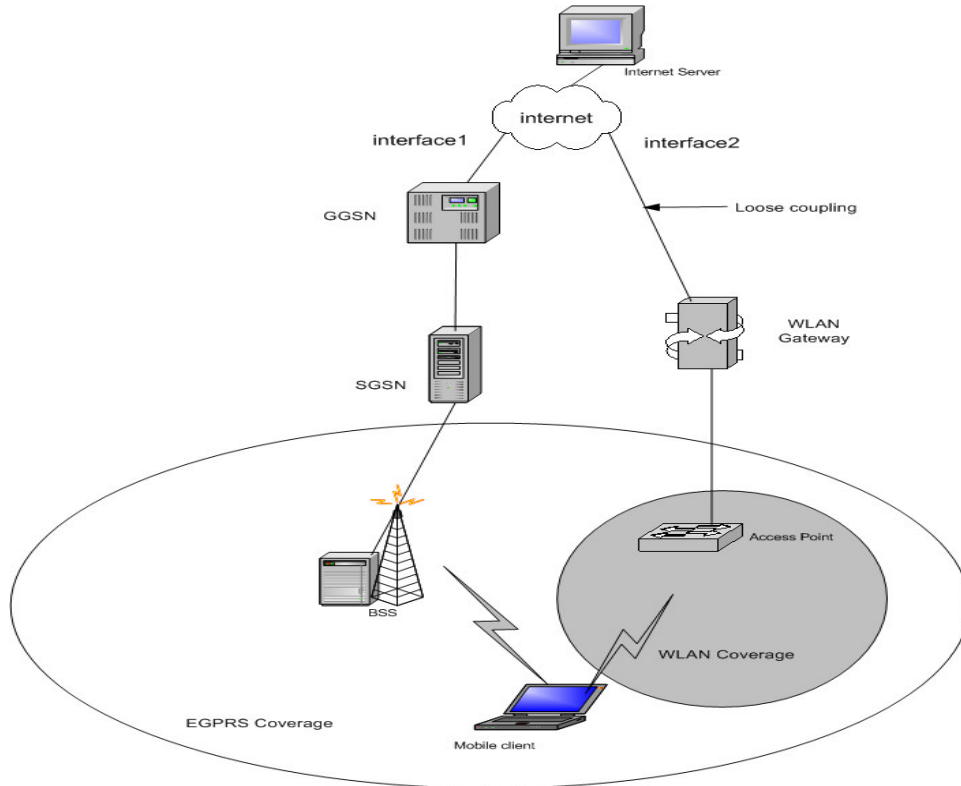 Internet Server
internet
interface1
interface2
GGSN
Loose coupling
WLAN
Gateway
SGSN
Access Point
BSS
WLAN Coverage
EGPRS Coverage
Mobile client